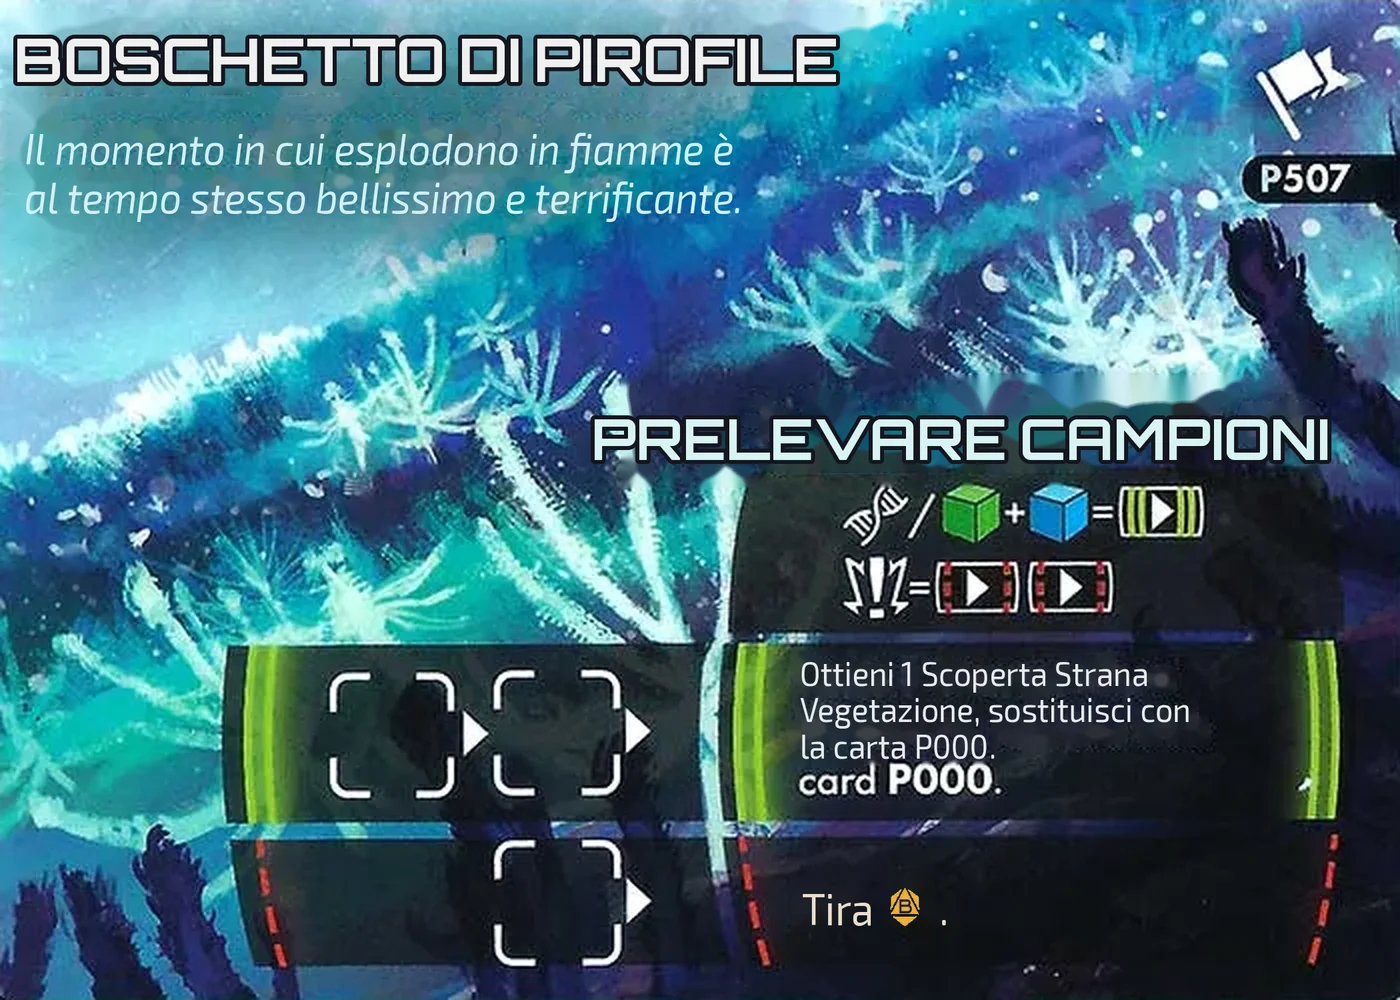 BOSCHETTO DI PIROFILE
Il momento in cui esplodono in fiamme è
al tempo stesso bellissimo e terrificante.
P507
PRELEVARE CAMPIONI
/ + =
! =
Ottieni 1 Scoperta Strana
Vegetazione, sostituisci con
la carta P000.
card P000.
Tira B .